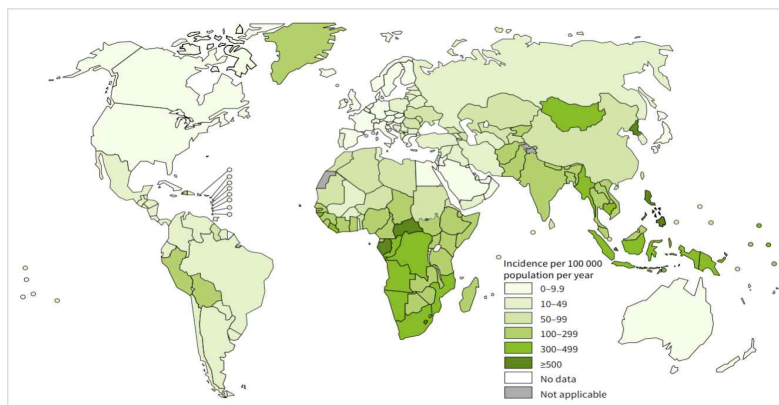 Incidence per 100 000
population per year
0–9.9
10–49
50–99
100–299
300–499
≥500
No data
Not applicable